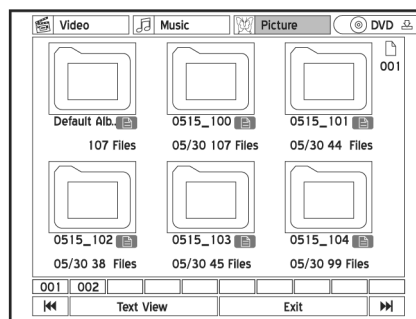 Video Music Picture DVD
001
Default Alb.. 0515_100 0515_101
107 Files 05/30 107 Files 05/30 44 Files
0515_102 0515_103 0515_104
05/30 38 Files 05/30 45 Files 05/30 99 Files
001 002
Text View Exit